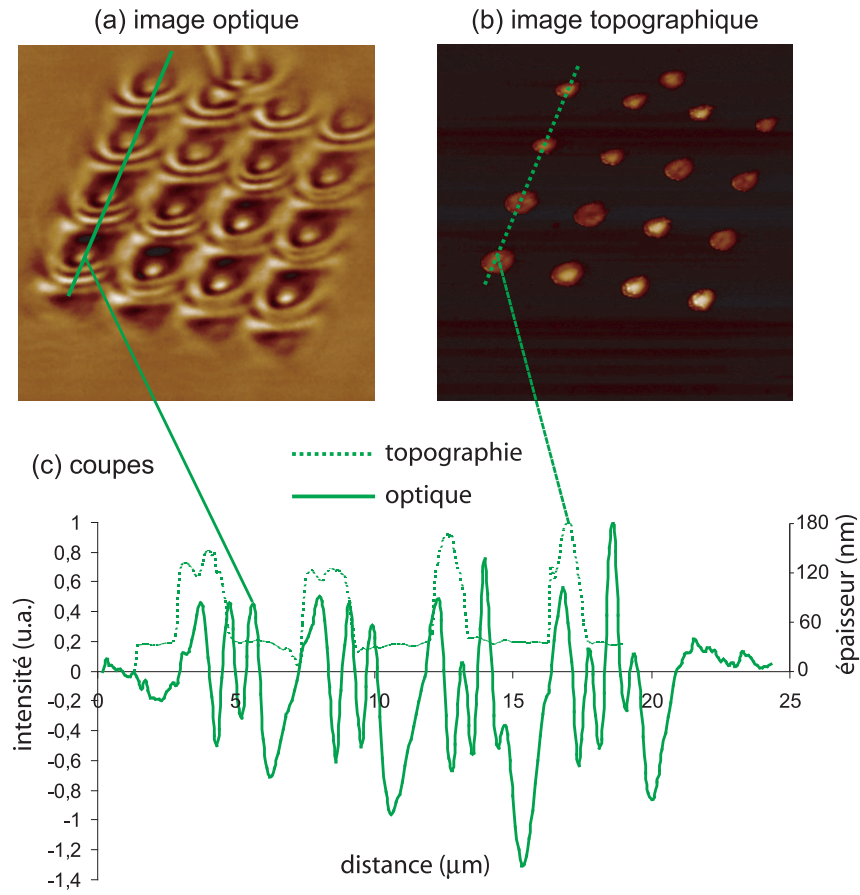 (a) image optique
(b) image topographique
(c) coupes
topographie
optique
intensité (u.a.)
1
0,8
0,6
0,4
0,2
0
-0,2
-0,4
-0,6
-0,8
-1
-1,2
-1,4
0
5
10
15
20
25
distance (μm)
180
120
60
0
épaisseur (nm)